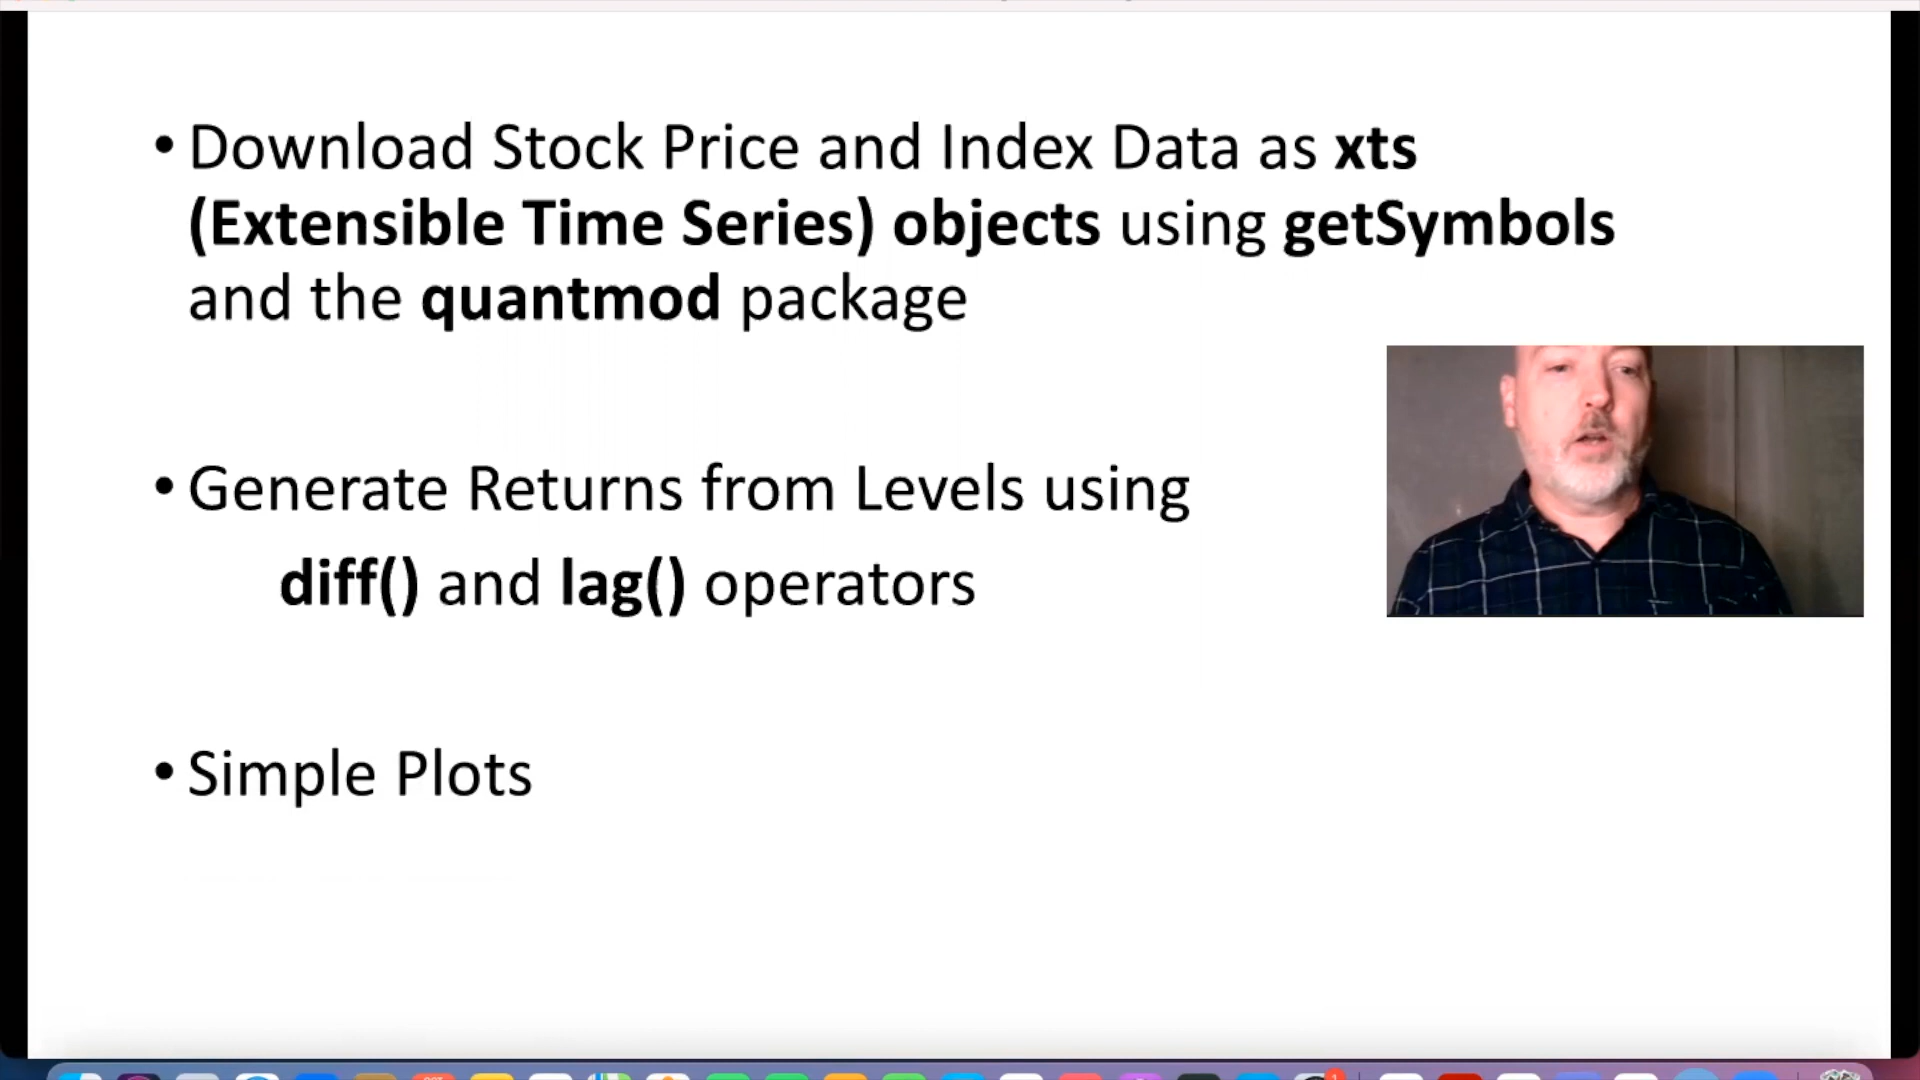 • Download Stock Price and Index Data as xts
(Extensible Time Series) objects using getSymbols
and the quantmod package
• Generate Returns from Levels using
diff() and lag() operators
• Simple Plots